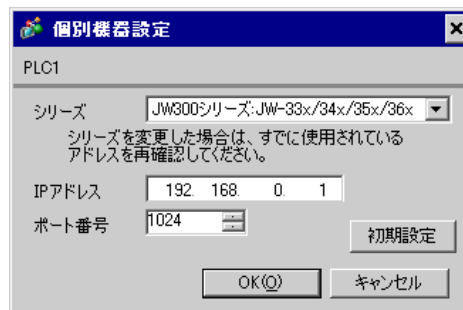 個別機器設定
PLC1
シリーズ JW300シリーズ:JW-33x/34x/35x/36x
シリーズを変更した場合は、すでに使用されている
アドレスを再確認してください。
IPアドレス 192. 168. 0. 1
ポート番号 1024
初期設定
OK(O) キャンセル